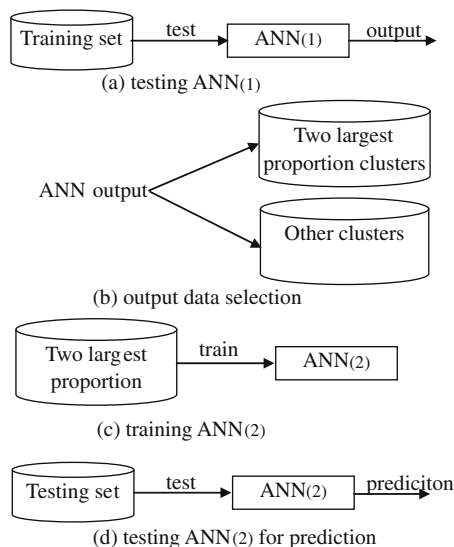 Training set
test
ANN(1)
output
(a) testing ANN(1)
Two largest
proportion clusters
ANN output
Other clusters
(b) output data selection
Two largest
proportion
train
ANN(2)
(c) training ANN(2)
Testing set
test
ANN(2)
prediciton
(d) testing ANN(2) for prediction